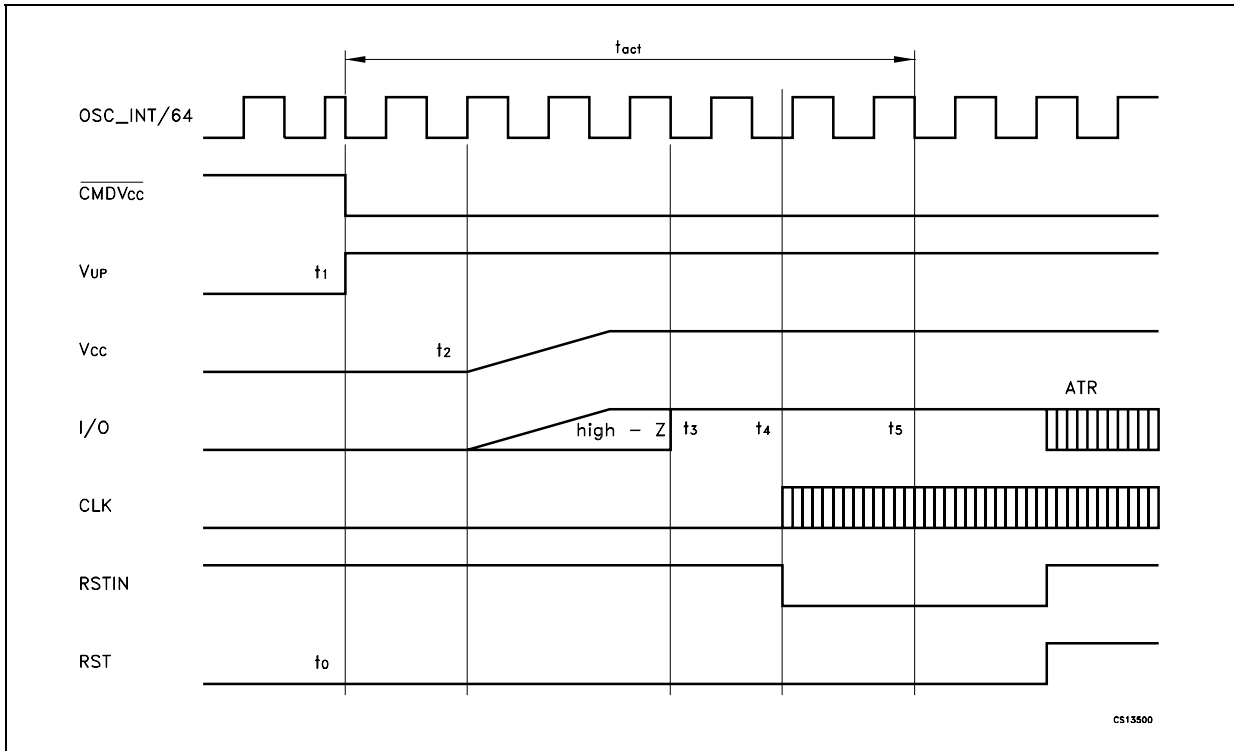 tact
OSC_INT/64
CMDVcc
VUP
t1
Vcc
t2
ATR
I/O
high - Z
t3
t4
t5
CLK
RSTIN
RST
t0
CS13500